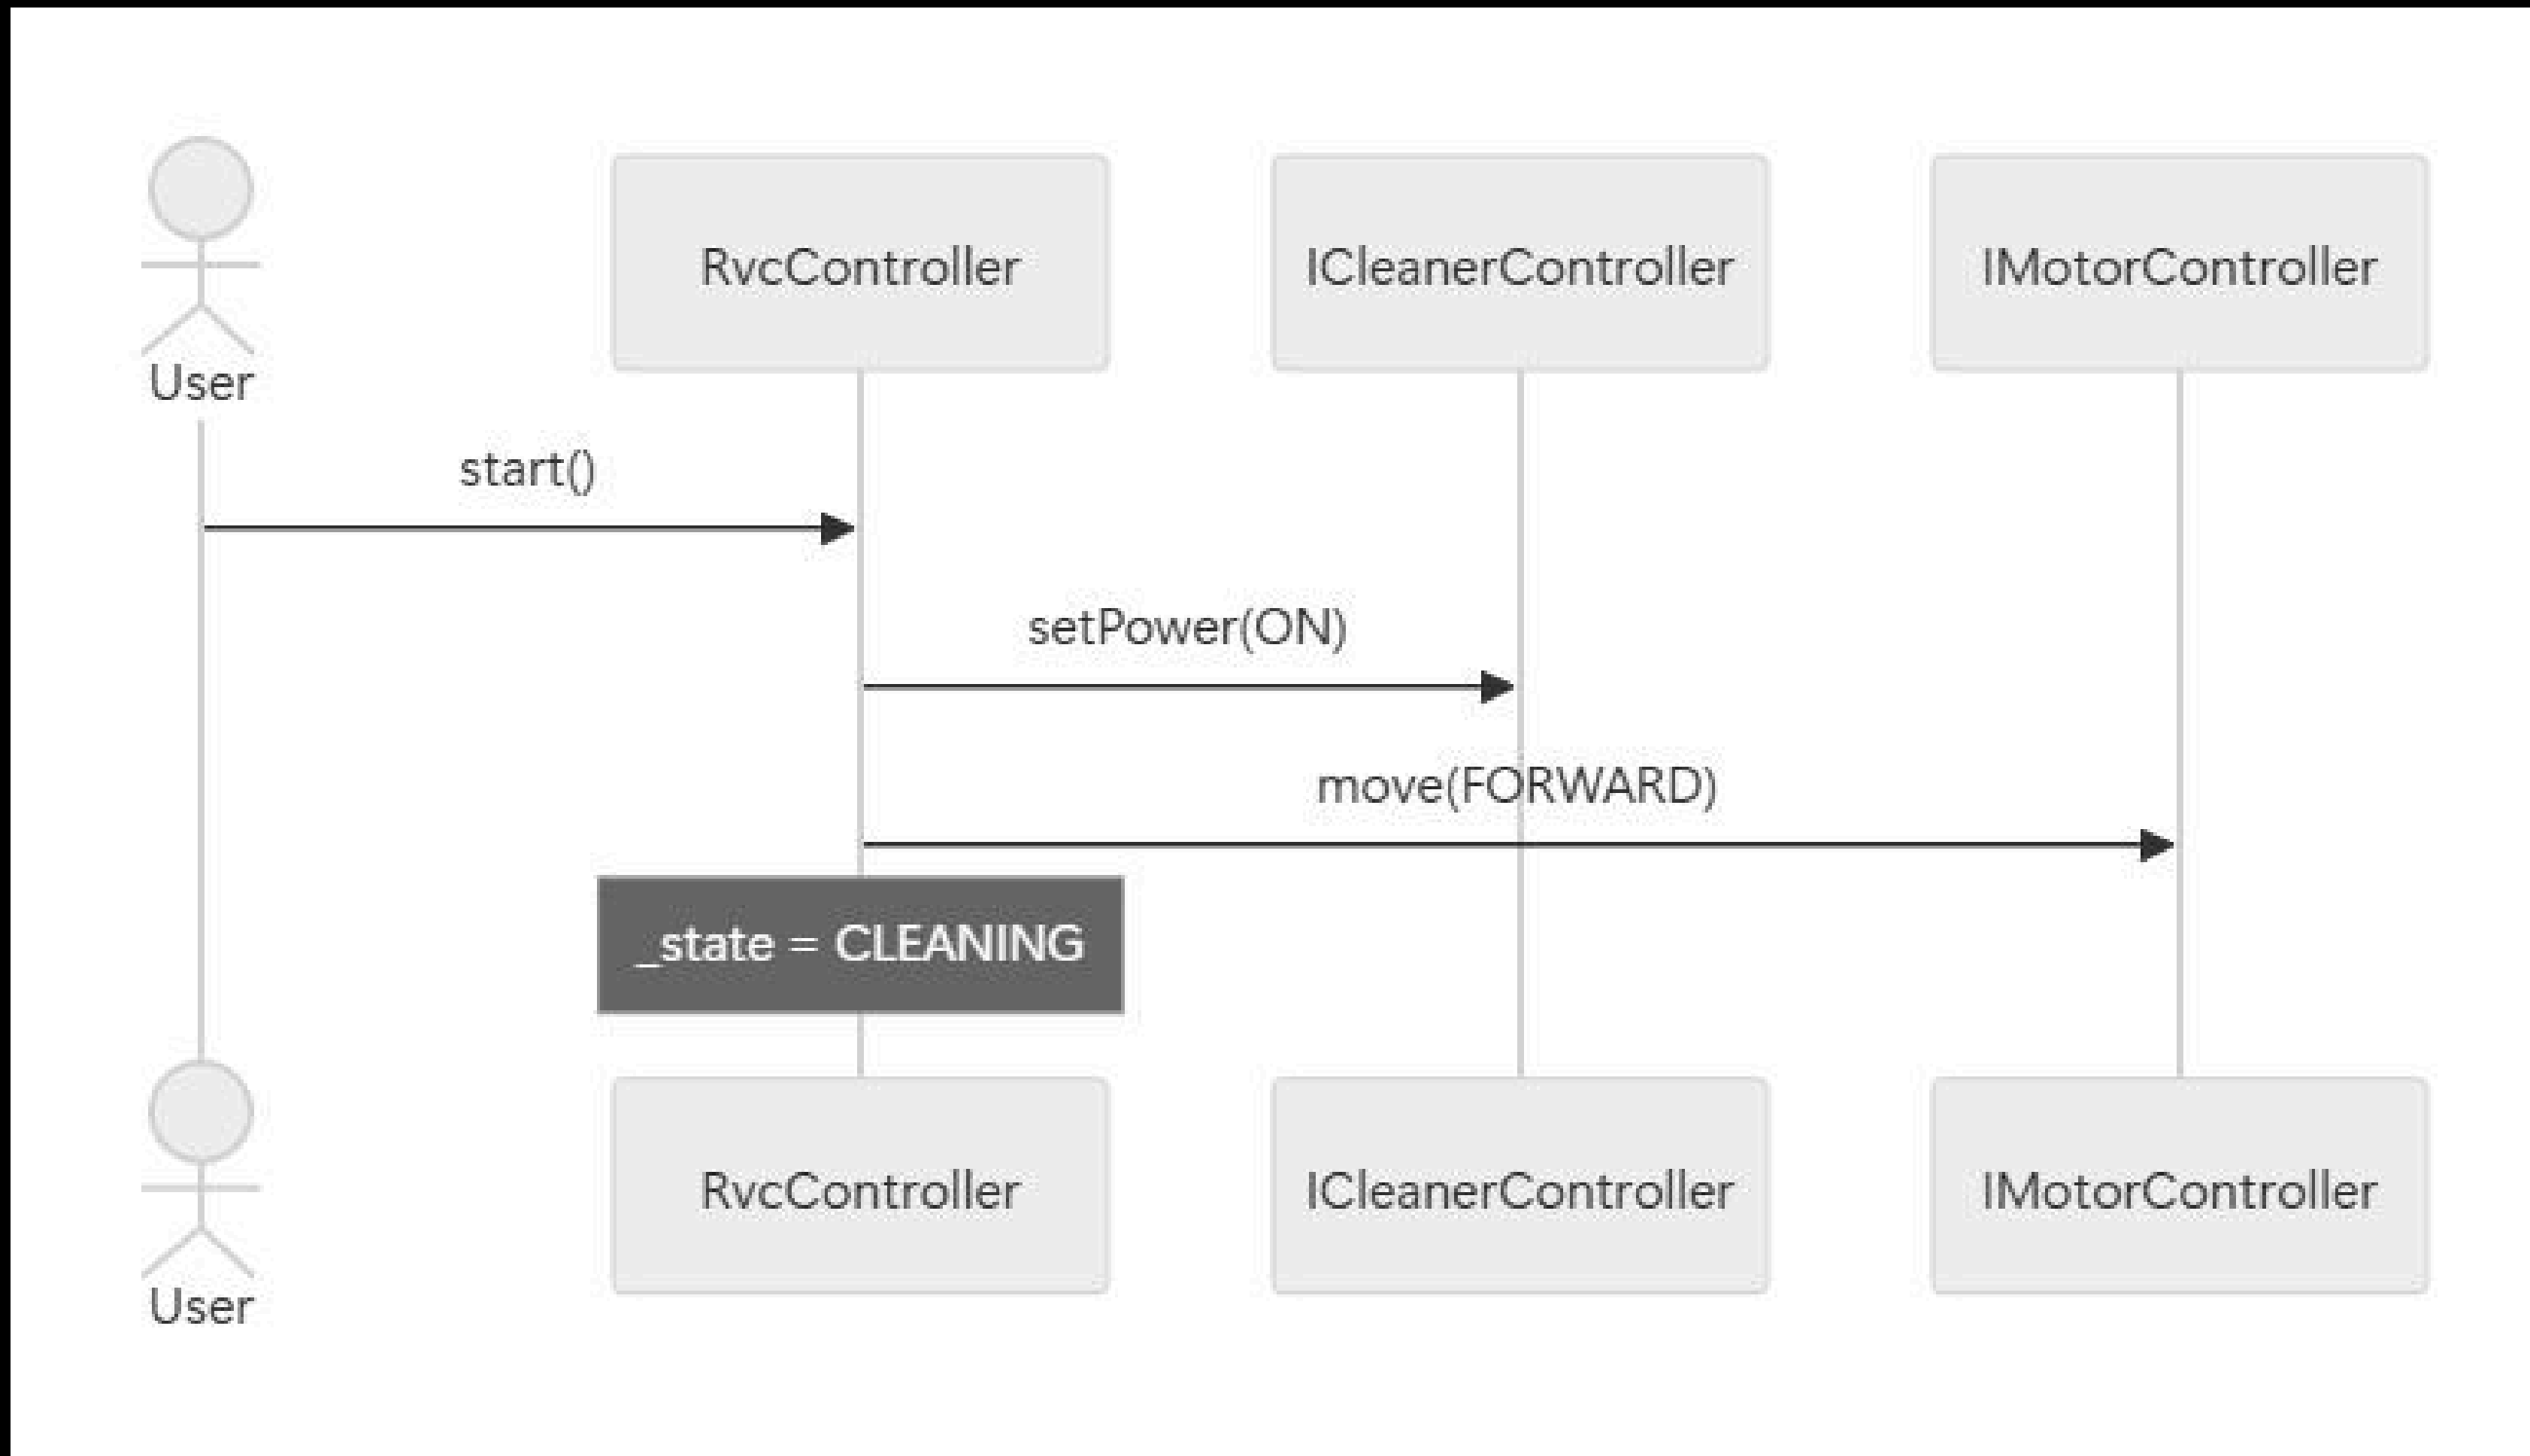 User
RvcController
ICleanerController
IMotorController
start()
setPower(ON)
move(FORWARD)
_state = CLEANING
User
RvcController
ICleanerController
IMotorController